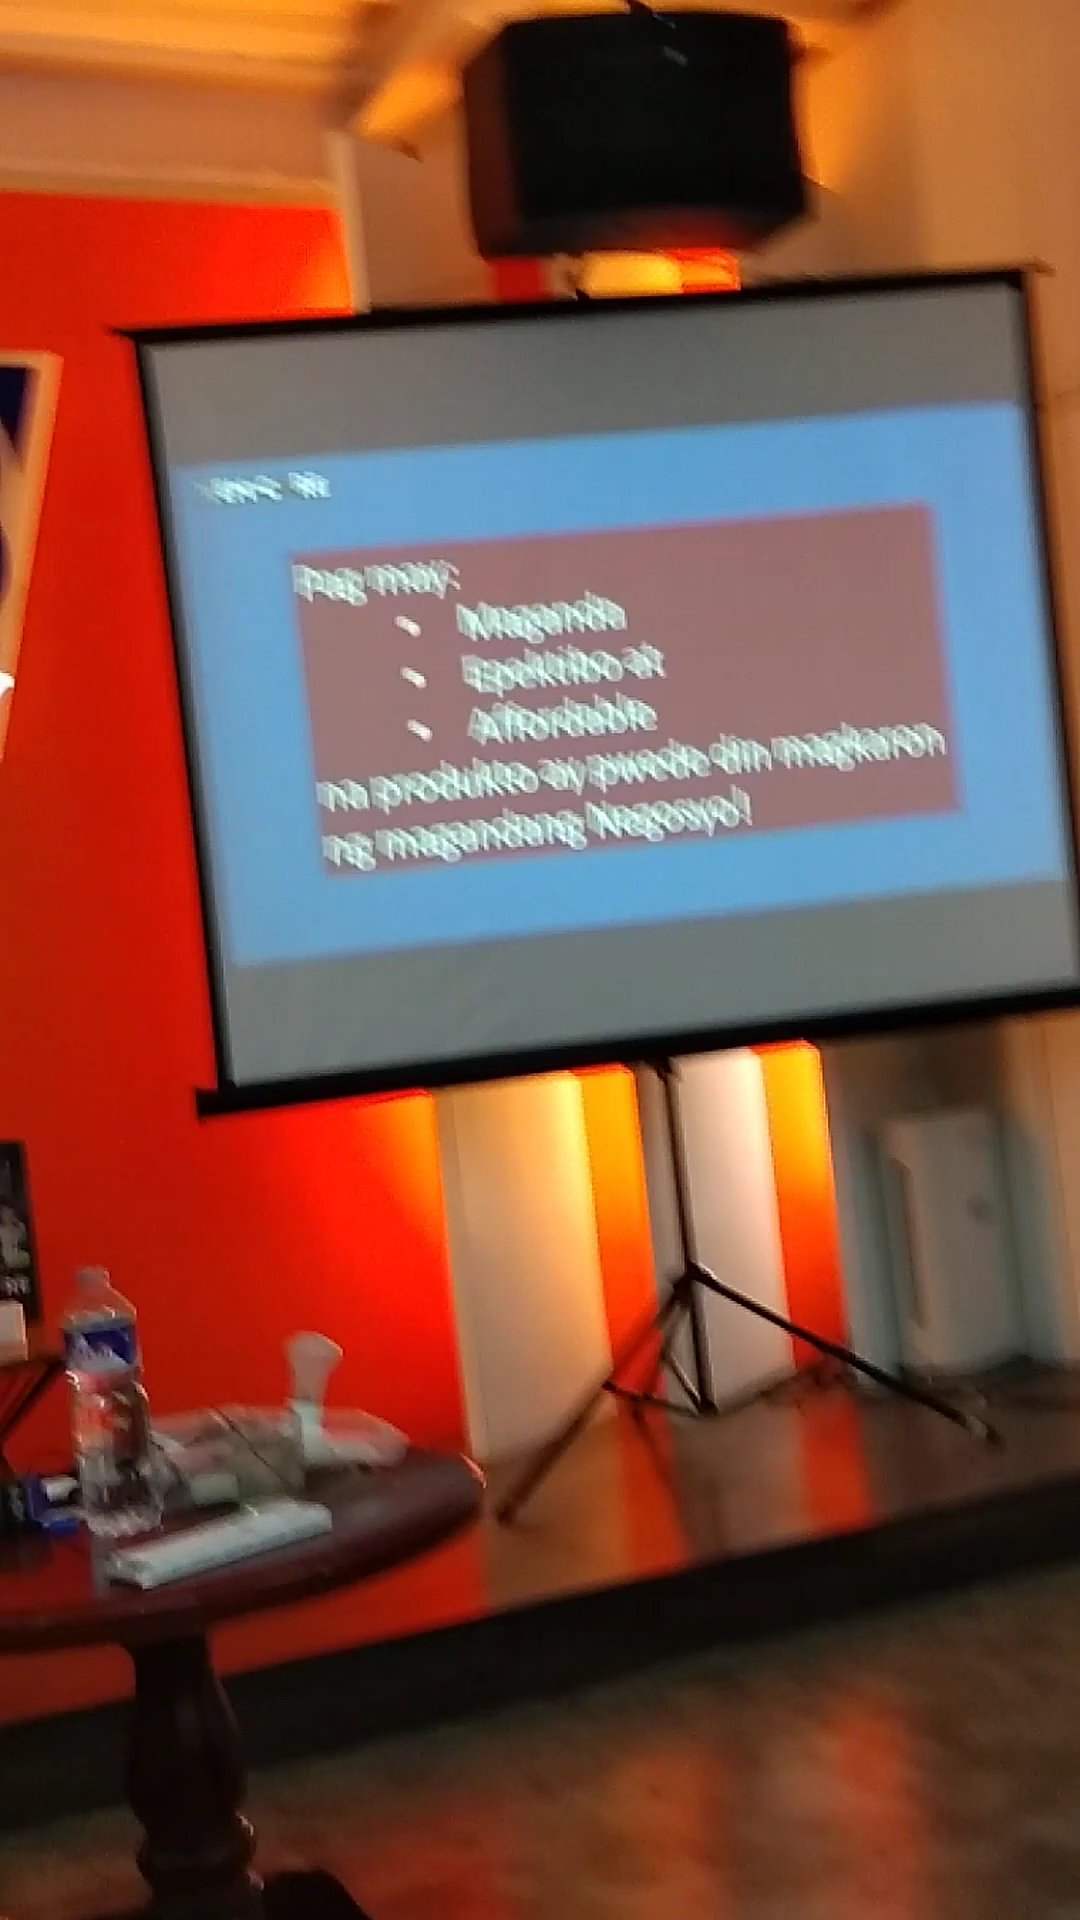 Pag may:
• Maganda
• Epektibo at
• Affordable
na produkto ay pwede din magkaron
ng magandang Negosyo!